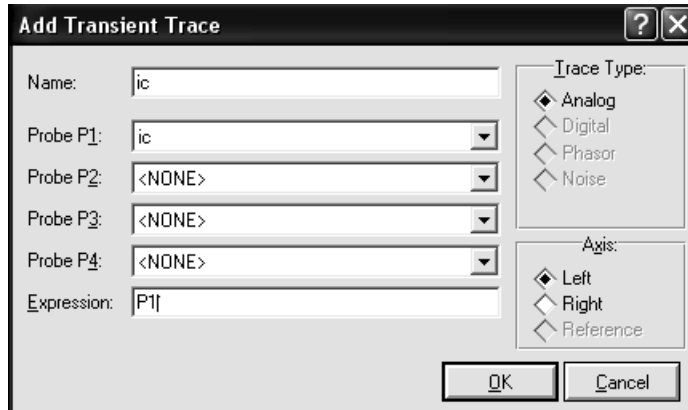 Add Transient Trace
Name: ic
Probe P1: ic
Probe P2: <NONE>
Probe P3: <NONE>
Probe P4: <NONE>
Expression: P1
Trace Type:
Analog
Digital
Phasor
Noise
Axis:
Left
Right
Reference
OK
Cancel